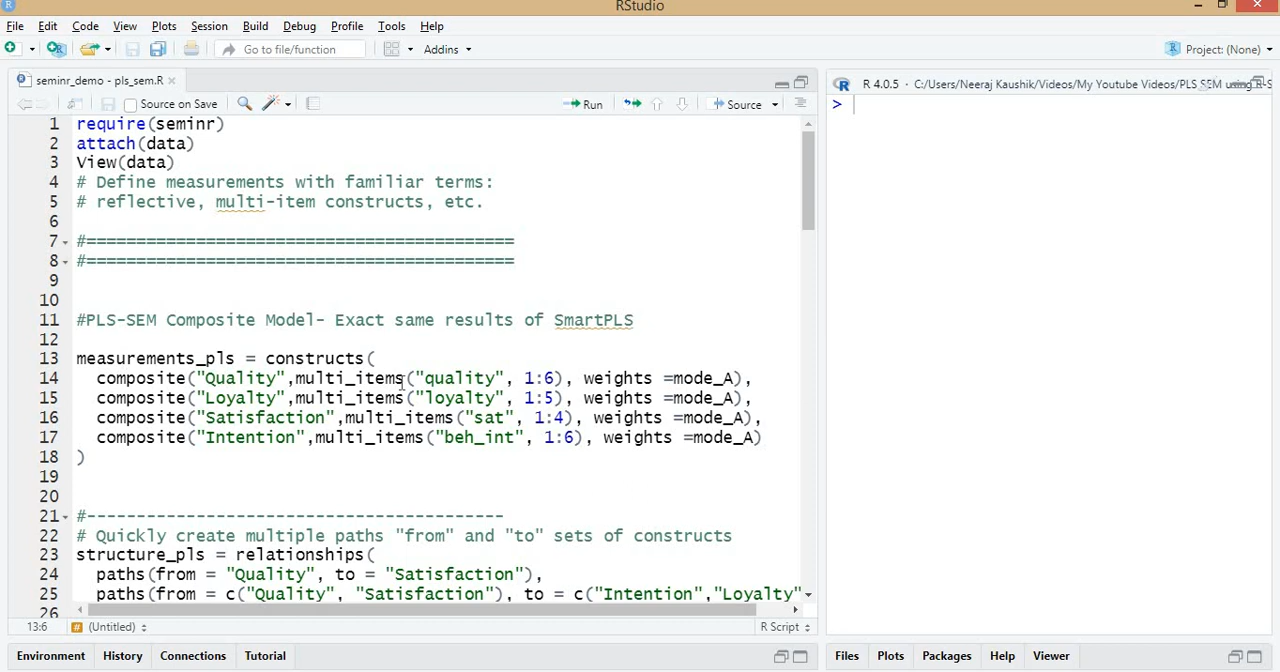 RStudio
File Edit Code View Plots Session Build Debug Profile Tools Help
Go to file/function Addins Project: (None)
seminr_demo - pls_sem.R
Source on Save Run Source
1 require(seminr)
2 attach(data)
3 View(data)
4 # Define measurements with familiar terms:
5 # reflective, multi-item constructs, etc.
6
7 #===========================================
8 #===========================================
9
10
11 #PLS-SEM Composite Model- Exact same results of SmartPLS
12
13 measurements_pls = constructs(
14 composite("Quality",multi_items("quality", 1:6), weights =mode_A),
15 composite("Loyalty",multi_items("loyalty", 1:5), weights =mode_A),
16 composite("Satisfaction",multi_items("sat", 1:4), weights =mode_A),
17 composite("Intention",multi_items("beh_int", 1:6), weights =mode_A)
18 )
19
20
21 #------------------------------------------
22 # Quickly create multiple paths "from" and "to" sets of constructs
23 structure_pls = relationships(
24 paths(from = "Quality", to = "Satisfaction"),
25 paths(from = c("Quality", "Satisfaction"), to = c("Intention","Loyalty"
26
13:6 (Untitled) R Script
Environment History Connections Tutorial
R 4.0.5 · C:/Users/Neeraj Kaushik/Videos/My Youtube Videos/PLS SEM using R-S
>
Files Plots Packages Help Viewer